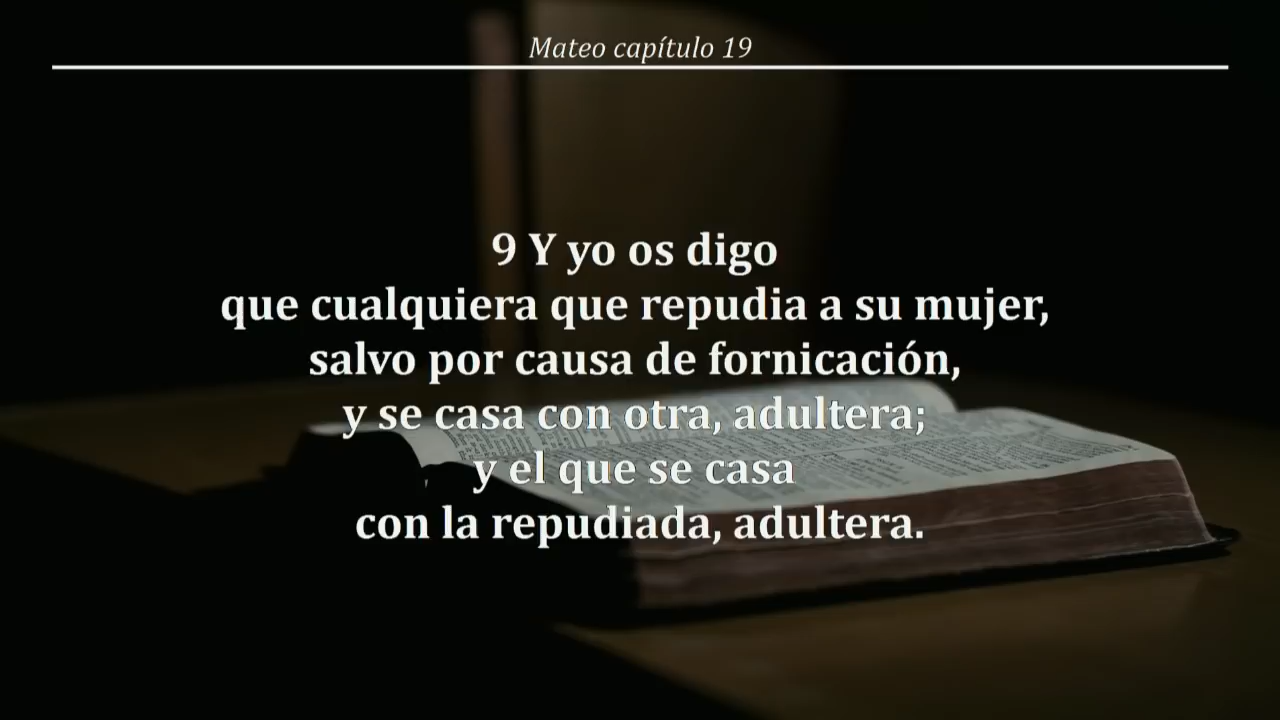 Mateo capítulo 19
9 Y yo os digo
que cualquiera que repudia a su mujer,
salvo por causa de fornicación,
y se casa con otra, adultera;
y el que se casa
con la repudiada, adultera.